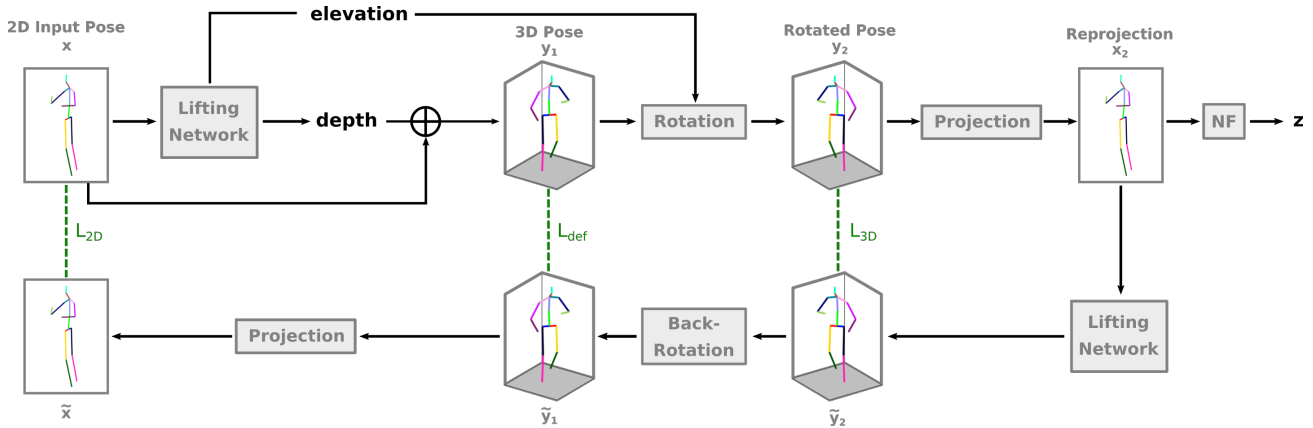 elevation
2D Input Pose
x
3D Pose
y₁
Rotated Pose
y₂
Reprojection
x₂
Lifting
Network
depth
Rotation
Projection
NF
z
L₂D
Ldef
L₃D
Projection
Back-
Rotation
Lifting
Network
x̃
ỹ₁
ỹ₂